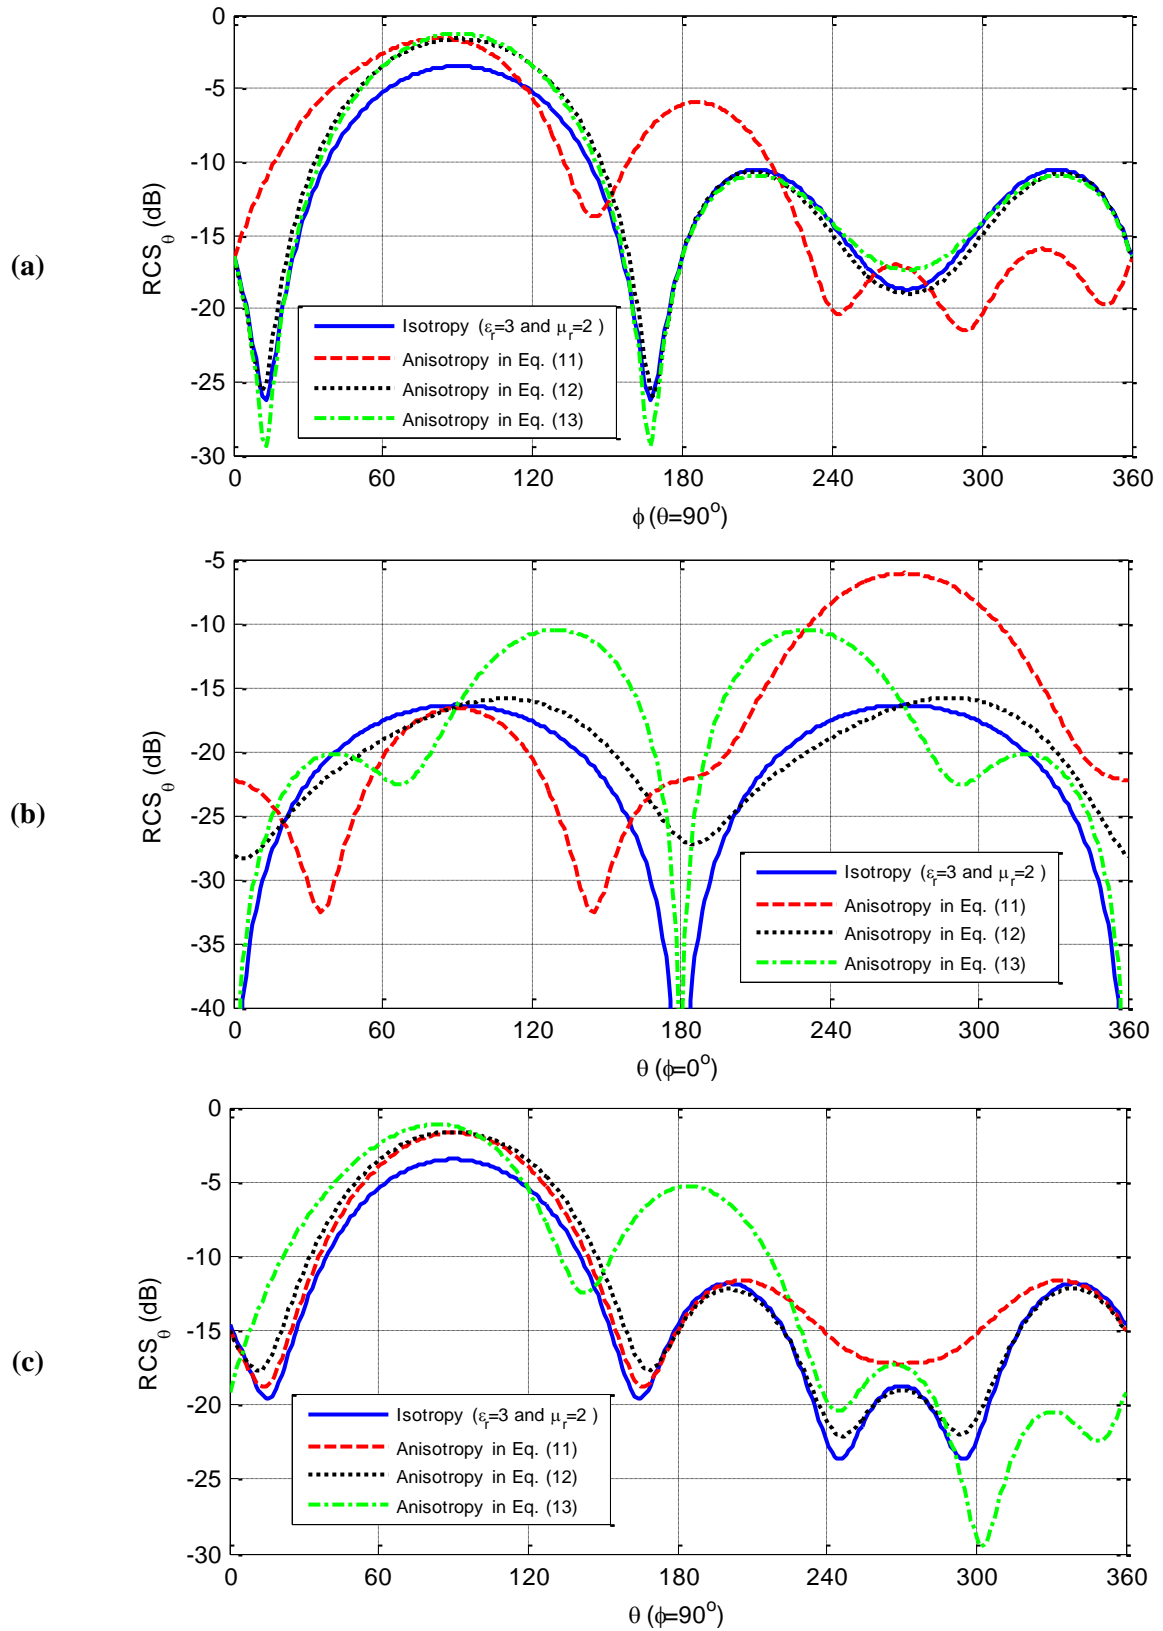 (a)
RCSθ (dB)
0
-5
-10
-15
-20
-25
-30
Isotropy (εr=3 and μr=2 )
Anisotropy in Eq. (11)
Anisotropy in Eq. (12)
Anisotropy in Eq. (13)
0 60 120 180 240 300 360
ϕ (θ=90°)
(b)
RCSθ (dB)
-5
-10
-15
-20
-25
-30
-35
-40
Isotropy (εr=3 and μr=2 )
Anisotropy in Eq. (11)
Anisotropy in Eq. (12)
Anisotropy in Eq. (13)
0 60 120 180 240 300 360
θ (ϕ=0°)
(c)
RCSθ (dB)
0
-5
-10
-15
-20
-25
-30
Isotropy (εr=3 and μr=2 )
Anisotropy in Eq. (11)
Anisotropy in Eq. (12)
Anisotropy in Eq. (13)
0 60 120 180 240 300 360
θ (ϕ=90°)